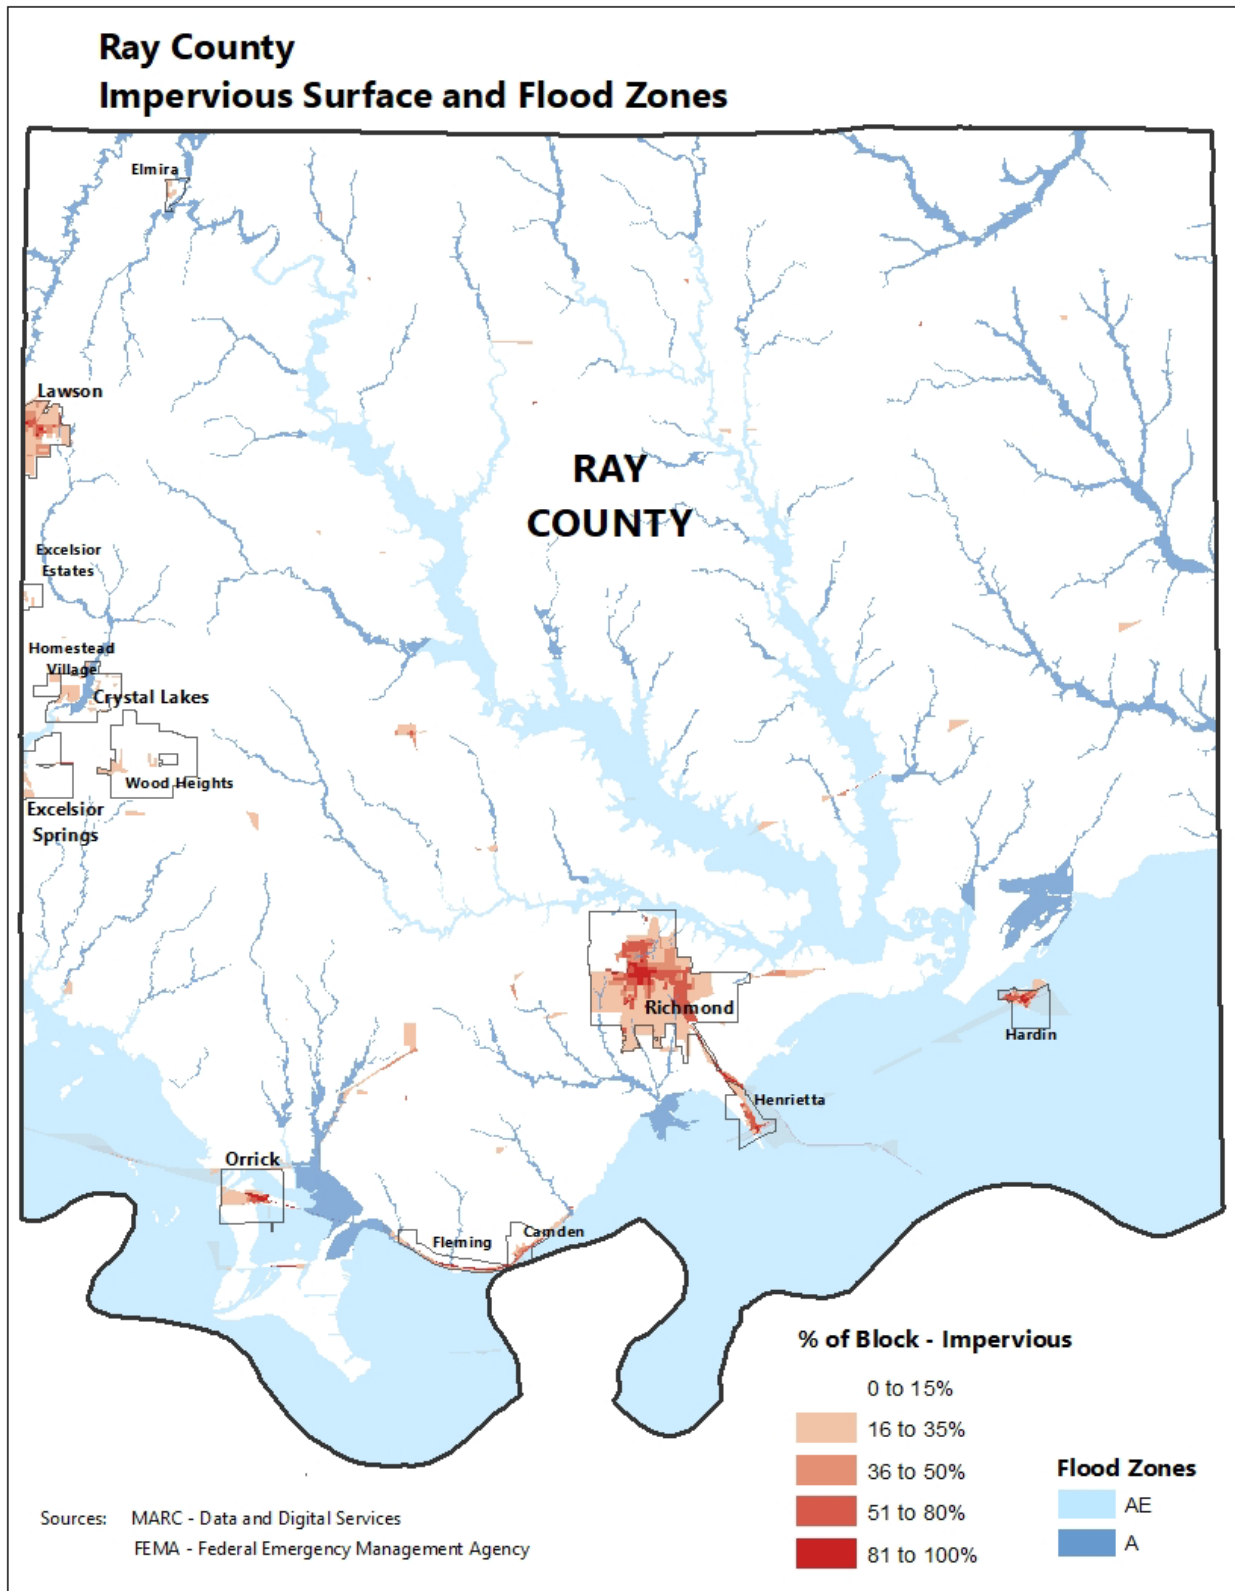 Ray County
Impervious Surface and Flood Zones
Elmira
Lawson
RAY
COUNTY
Excelsior
Estates
Homestead
Village
Crystal Lakes
Wood Heights
Excelsior
Springs
Richmond
Hardin
Henrietta
Orrick
Fleming
Camden
% of Block - Impervious
0 to 15%
16 to 35%
36 to 50%
51 to 80%
81 to 100%
Flood Zones
AE
A
Sources: MARC - Data and Digital Services
FEMA - Federal Emergency Management Agency